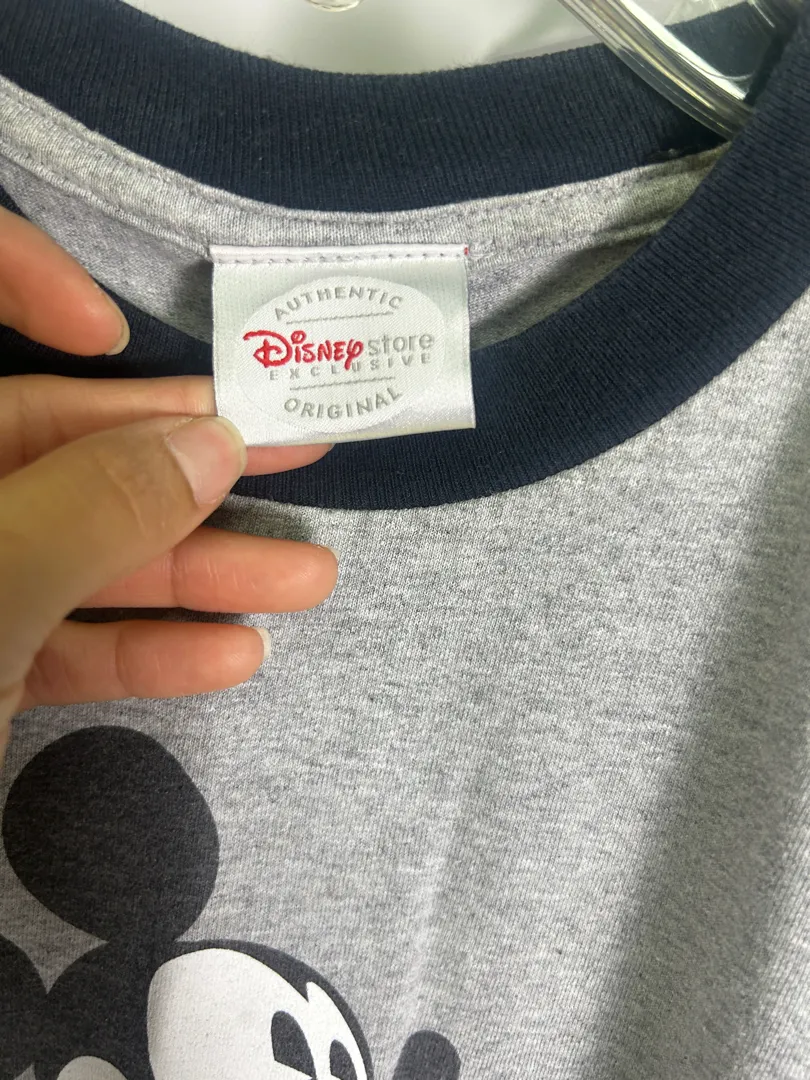 AUTHENTIC
Disney store
EXCLUSIVE
ORIGINAL